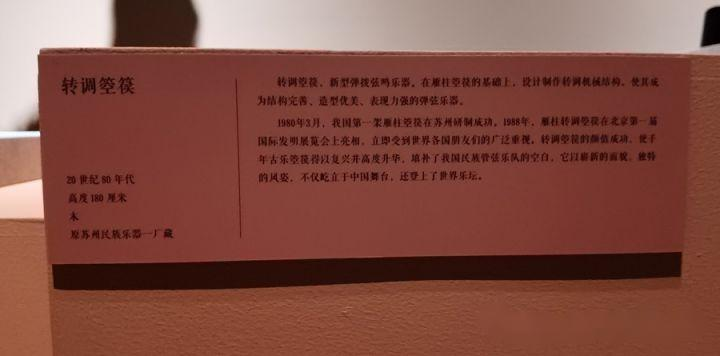 转调箜篌
20世纪80年代
高度180厘米
木
原苏州民族乐器一厂藏
转调箜篌、新型弹拨弦鸣乐器。在雁柱箜篌的基础上，设计制作转调机械结构。使其成
为结构完善、造型优美、表现力强的弹弦乐器。
1980年3月，我国第一架雁柱箜篌在苏州研制成功。1988年，雁柱转调箜篌在北京第一届
国际发明展览会上亮相，立即受到世界各国朋友们的广泛重视。转调箜篌的颜值成功，使千
年古乐箜篌得以复兴并高度升华，填补了我国民族管弦乐队的空白，它以崭新的面貌、独特
的风姿，不仅屹立于中国舞台，还登上了世界乐坛。